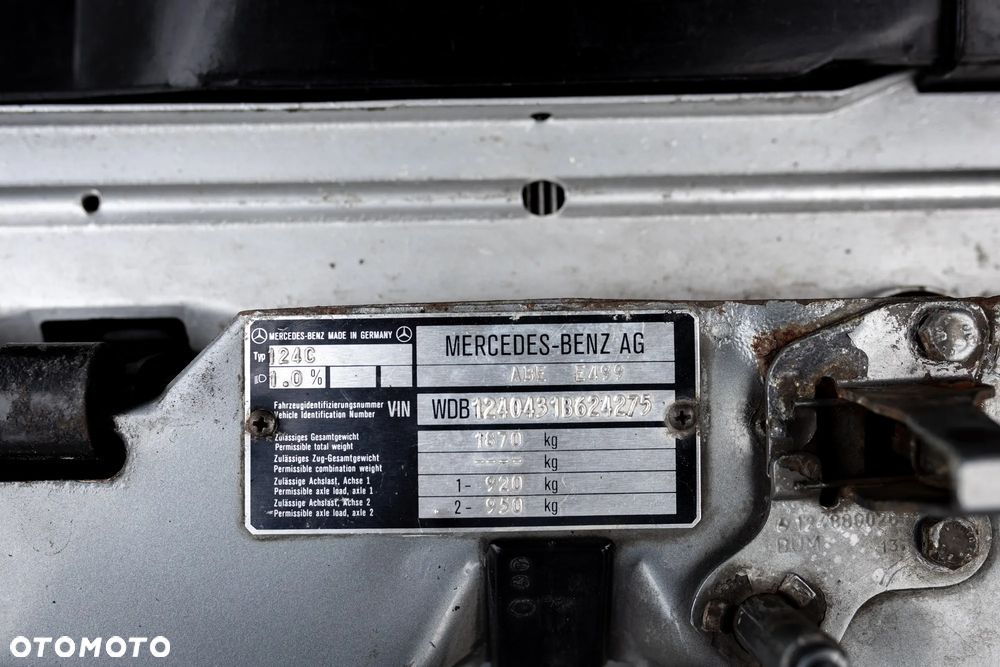 MERCEDES-BENZ MADE IN GERMANY
Typ 124C
1.0 %
MERCEDES-BENZ AG
ABE E499
Fahrzeugidentifizierungsnummer
Vehicle Identification Number
VIN
WDB1240431B624275
Zulässiges Gesamtgewicht
Permissible total weight
1870 kg
Zulässiges Zug-Gesamtgewicht
Permissible combination weight
---- kg
Zulässige Achslast, Achse 1
Permissible axle load, axle 1
1- 920 kg
Zulässige Achslast, Achse 2
Permissible axle load, axle 2
2- 950 kg
BUM
OTOMOTO